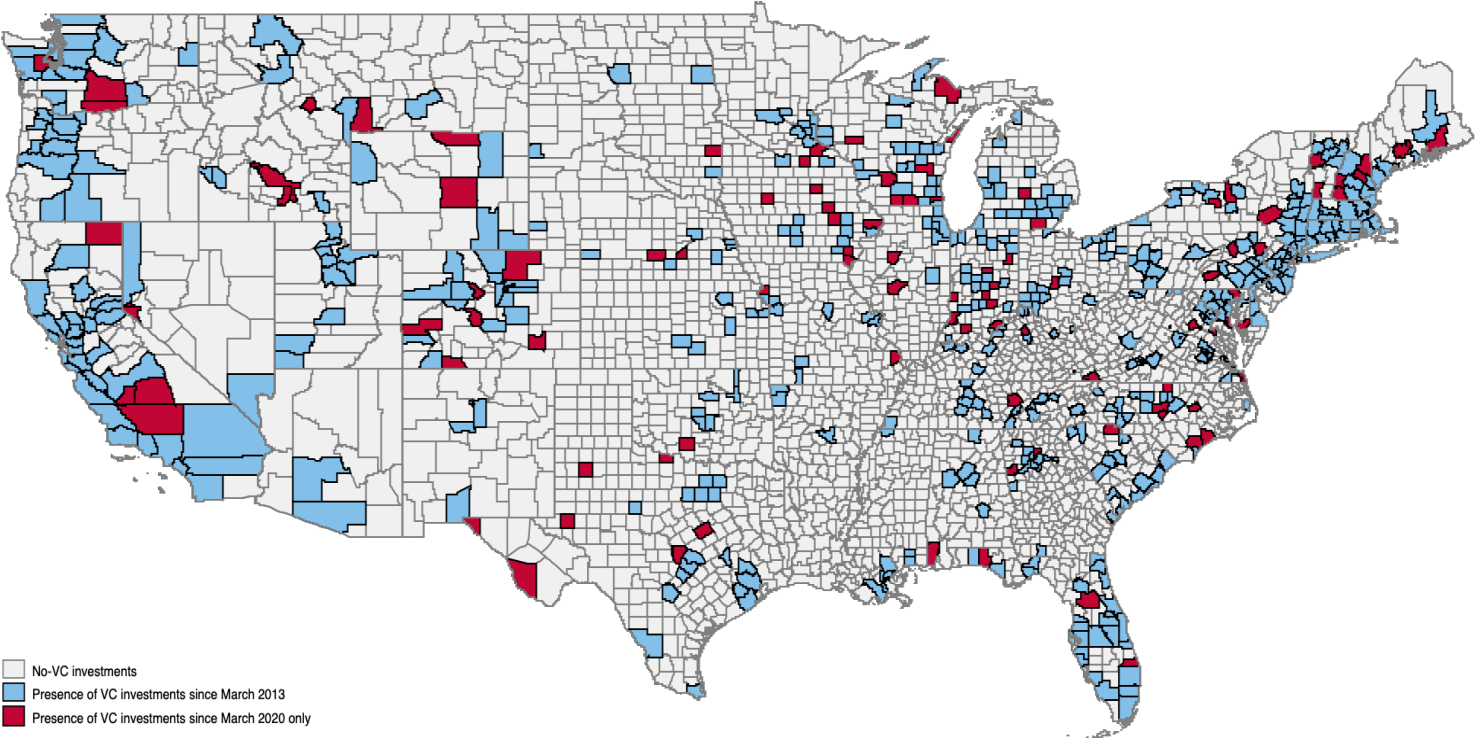 No-VC investments
Presence of VC investments since March 2013
Presence of VC investments since March 2020 only